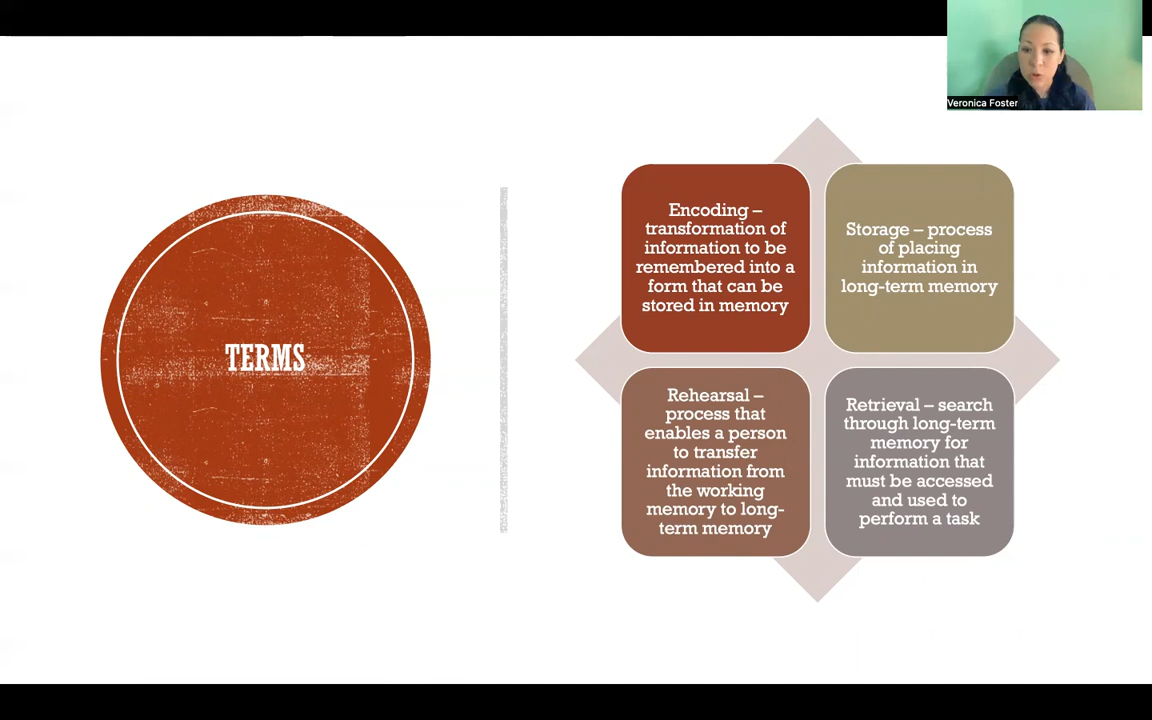 Veronica Foster
TERMS
Encoding –
transformation of
information to be
remembered into a
form that can be
stored in memory
Storage – process
of placing
information in
long-term memory
Rehearsal –
process that
enables a person
to transfer
information from
the working
memory to long-
term memory
Retrieval – search
through long-term
memory for
information that
must be accessed
and used to
perform a task